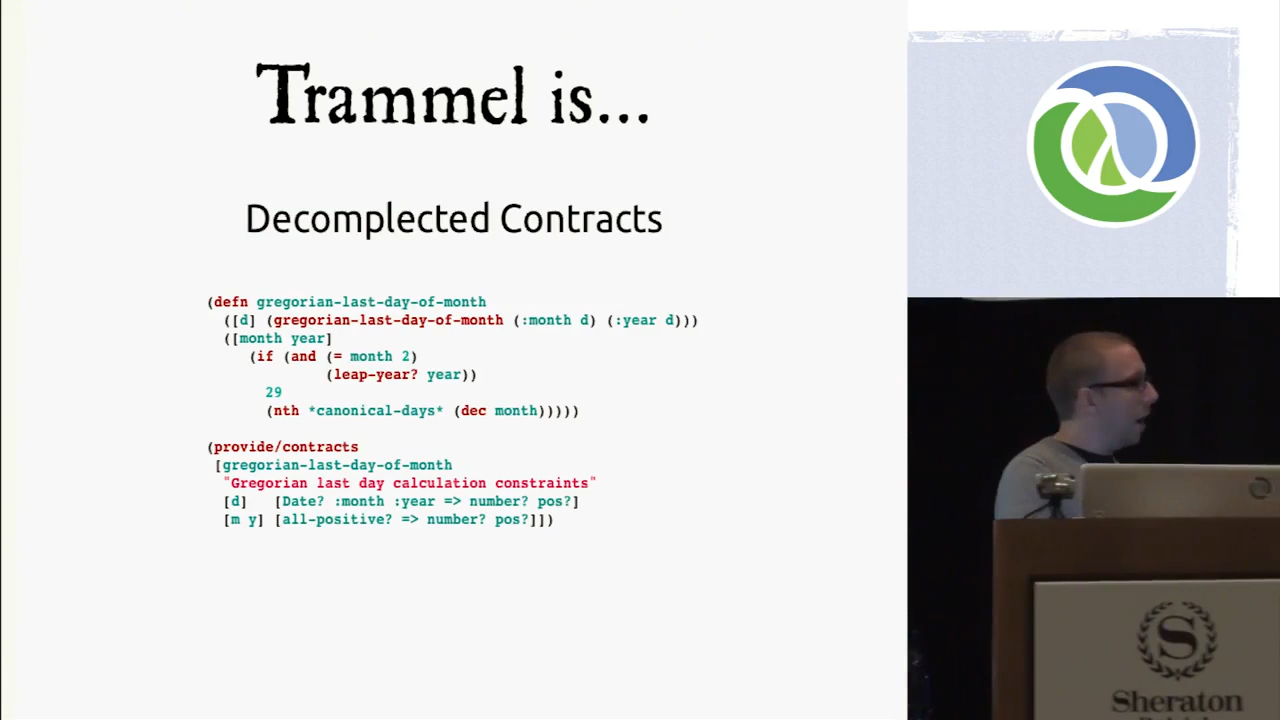 Trammel is...
Decomplected Contracts
(defn gregorian-last-day-of-month
  ([d] (gregorian-last-day-of-month (:month d) (:year d)))
  ([month year]
     (if (and (= month 2)
              (leap-year? year))
       29
       (nth *canonical-days* (dec month)))))
(provide/contracts
 [gregorian-last-day-of-month
  "Gregorian last day calculation constraints"
  [d]   [Date? :month :year => number? pos?]
  [m y] [all-positive? => number? pos?]])
S
Sheraton